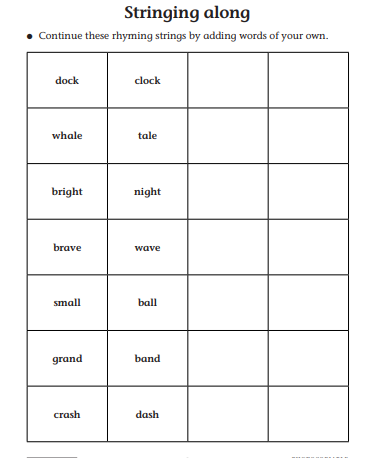 Stringing along
● Continue these rhyming strings by adding words of your own.
dock clock
whale tale
bright night
brave wave
small ball
grand band
crash dash